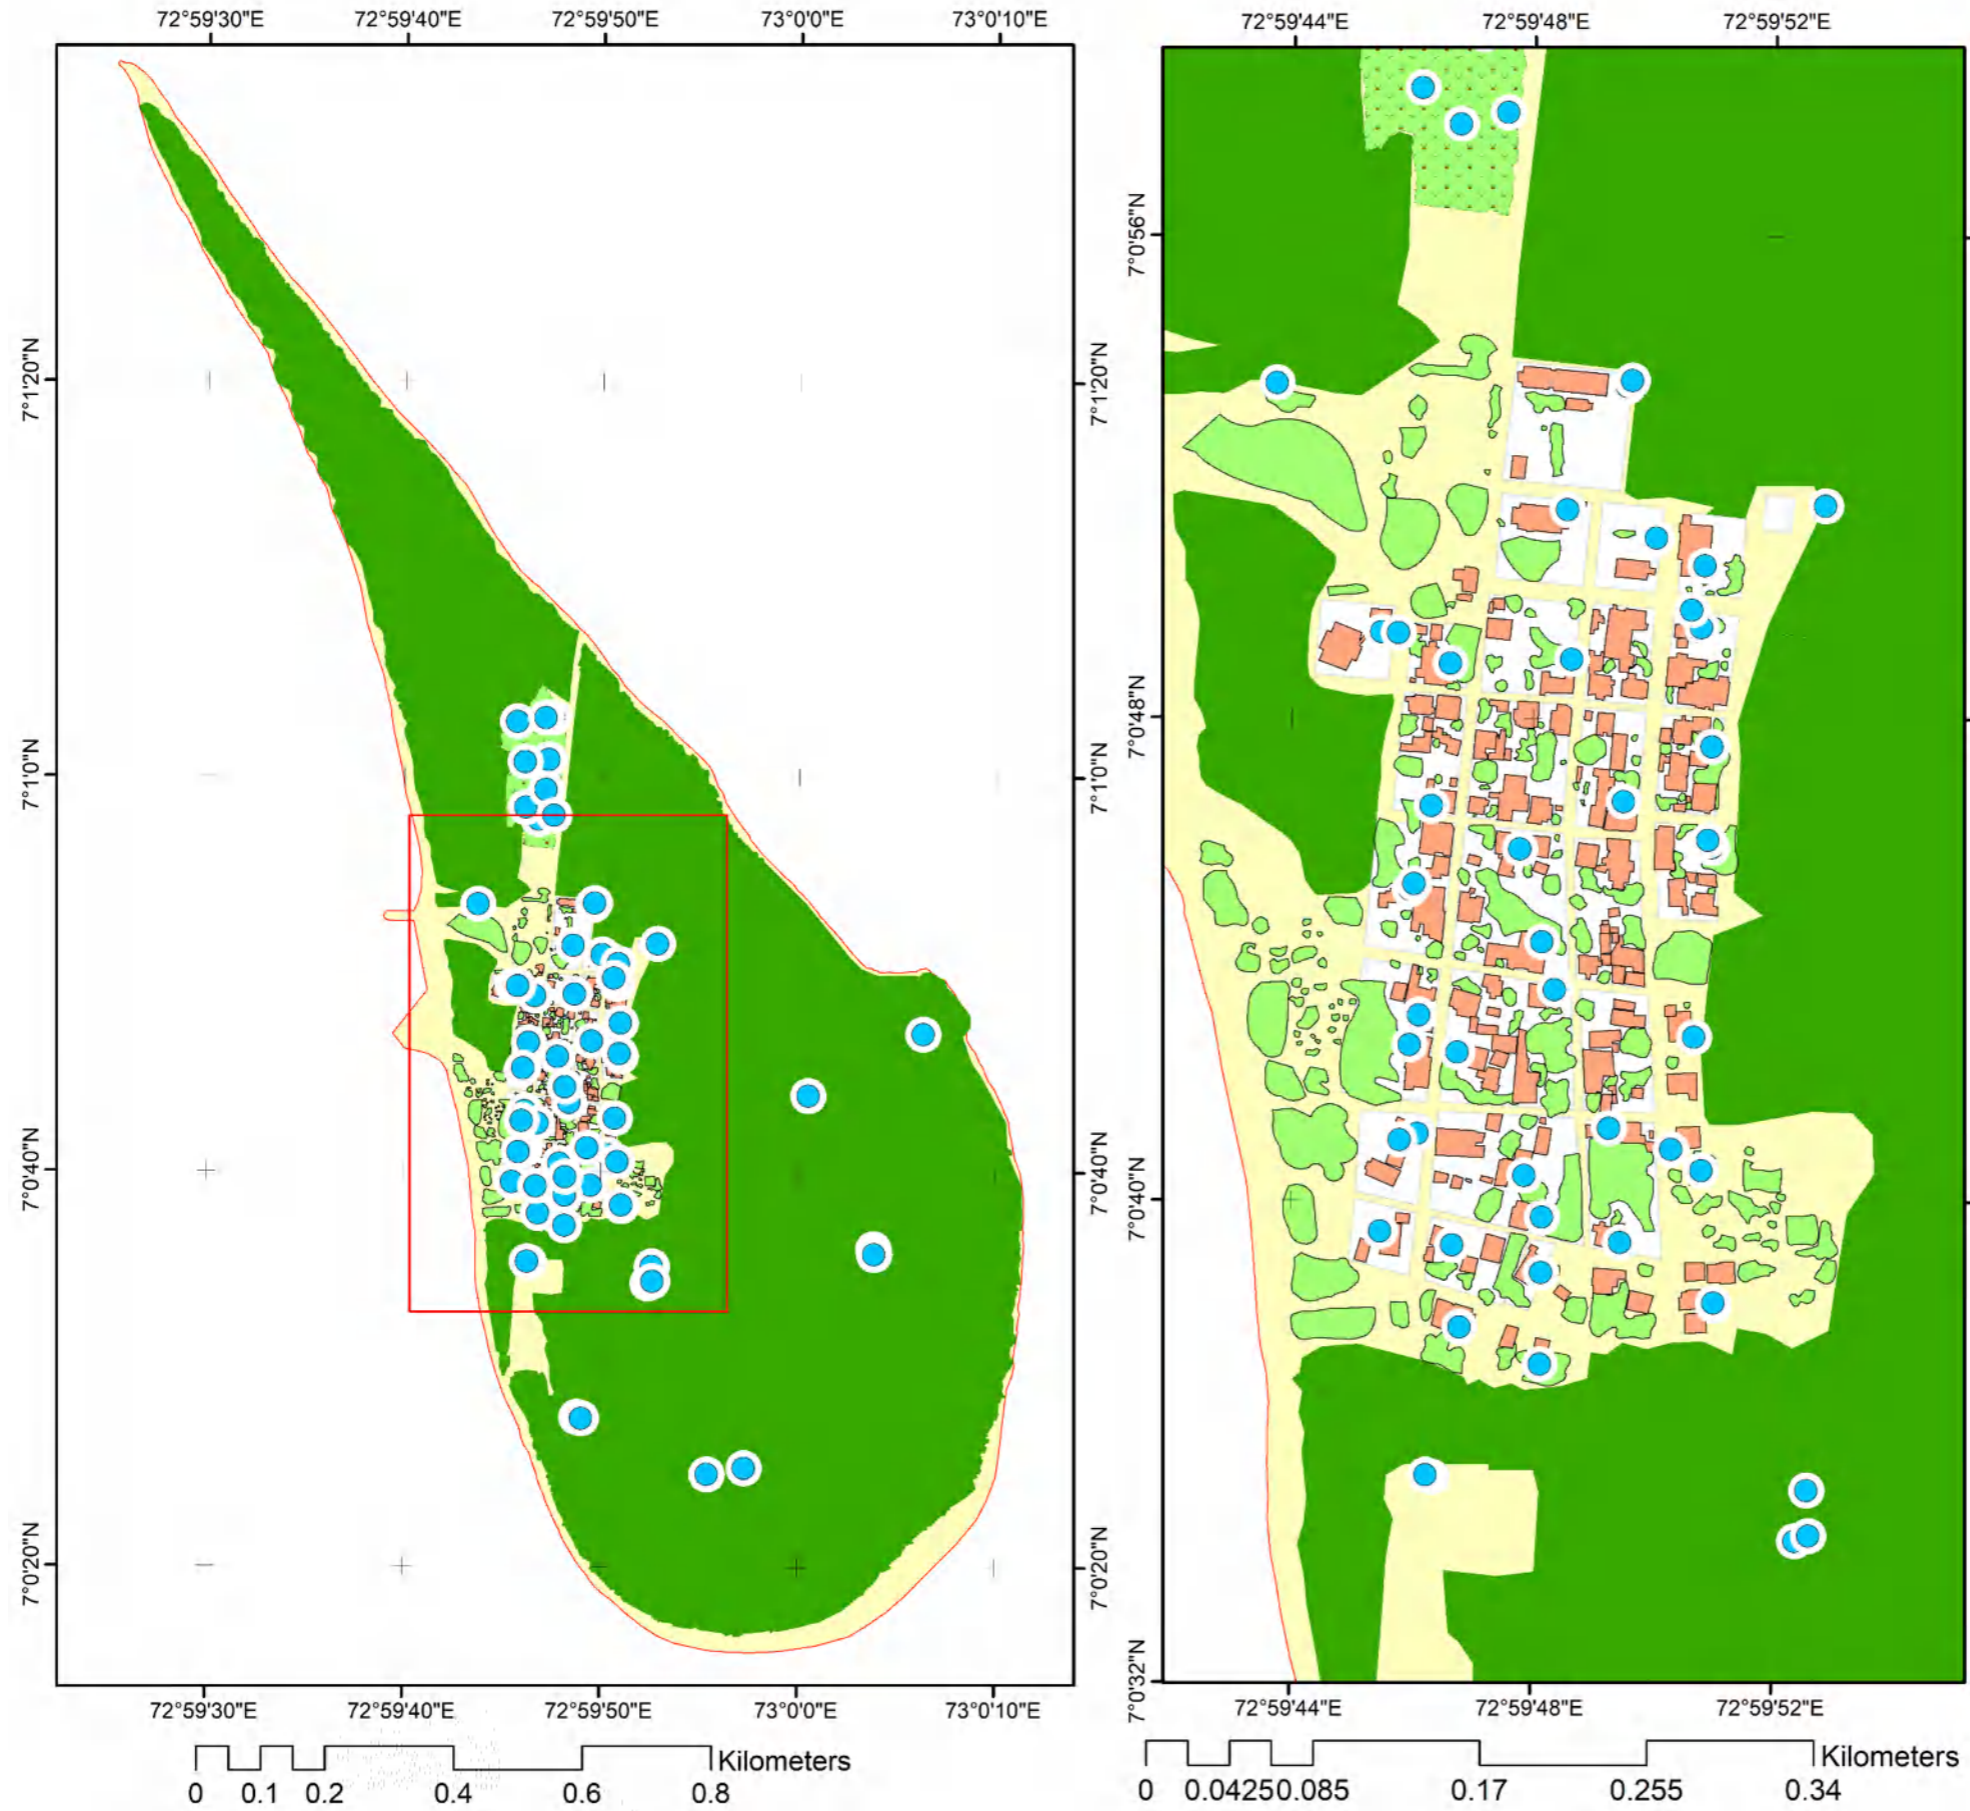 72°59'30"E 72°59'40"E 72°59'50"E 73°0'0"E 73°0'10"E
72°59'44"E 72°59'48"E 72°59'52"E
7°1'20"N 7°1'20"N
7°1'0"N 7°1'0"N
7°0'40"N 7°0'40"N
7°0'20"N 7°0'20"N
7°0'56"N
7°0'48"N
7°0'40"N
7°0'32"N
72°59'30"E 72°59'40"E 72°59'50"E 73°0'0"E 73°0'10"E
72°59'44"E 72°59'48"E 72°59'52"E
Kilometers
0 0.1 0.2 0.4 0.6 0.8
Kilometers
0 0.04250.085 0.17 0.255 0.34